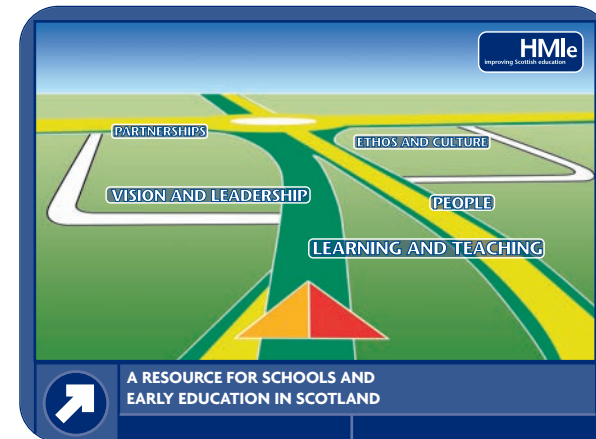 HMIe
improving Scottish education
PARTNERSHIPS
ETHOS AND CULTURE
VISION AND LEADERSHIP
PEOPLE
LEARNING AND TEACHING
A RESOURCE FOR SCHOOLS AND
EARLY EDUCATION IN SCOTLAND